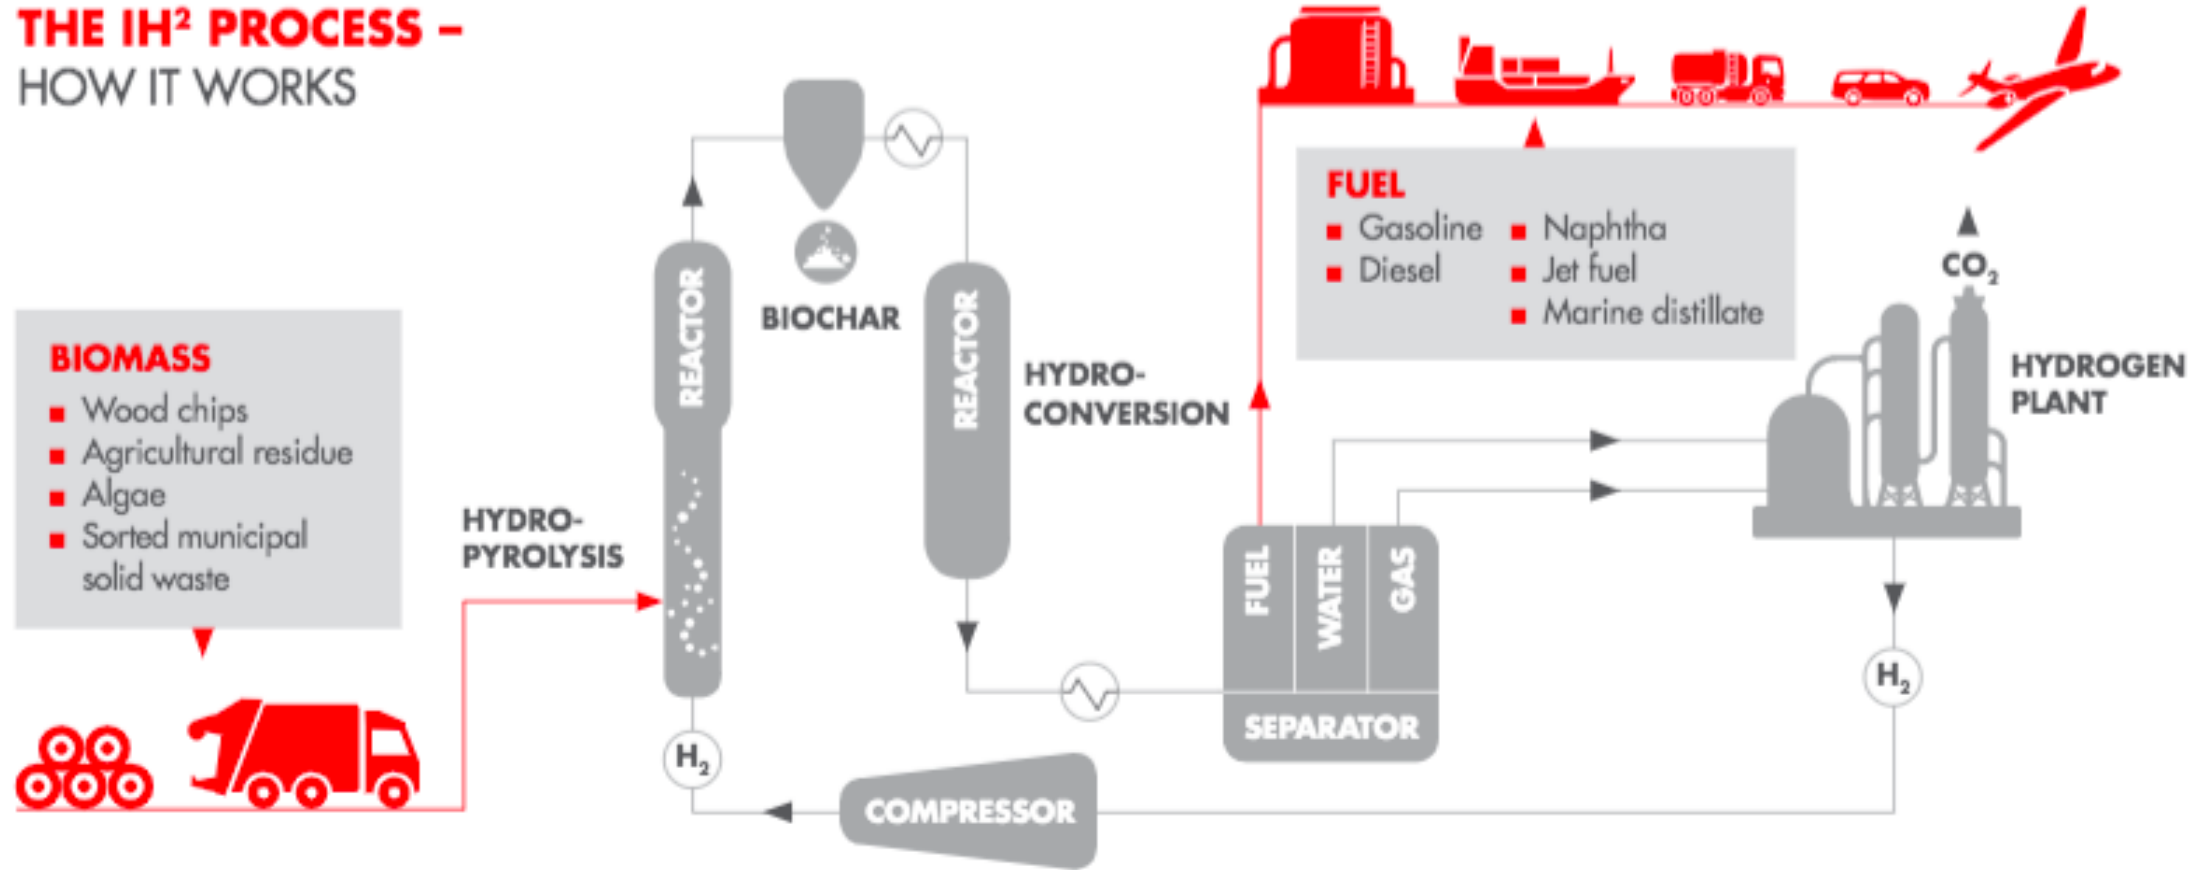 THE IH² PROCESS –
HOW IT WORKS
BIOMASS
Wood chips
Agricultural residue
Algae
Sorted municipal
solid waste
HYDRO-
PYROLYSIS
REACTOR
H₂
BIOCHAR
REACTOR
HYDRO-
CONVERSION
COMPRESSOR
FUEL
WATER
GAS
SEPARATOR
FUEL
Gasoline
Diesel
Naphtha
Jet fuel
Marine distillate
CO₂
HYDROGEN
PLANT
H₂